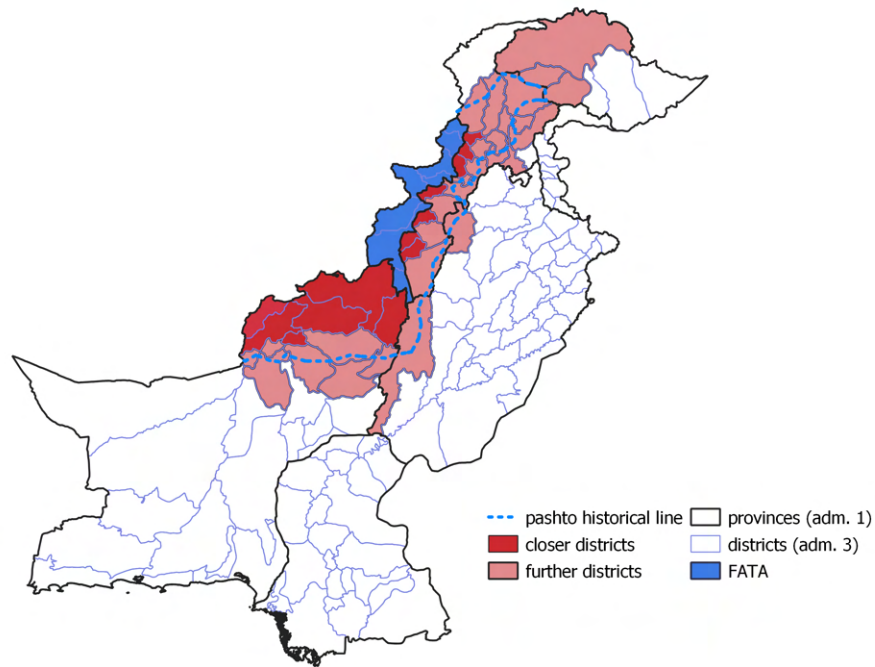 pashto historical line
closer districts
further districts
provinces (adm. 1)
districts (adm. 3)
FATA